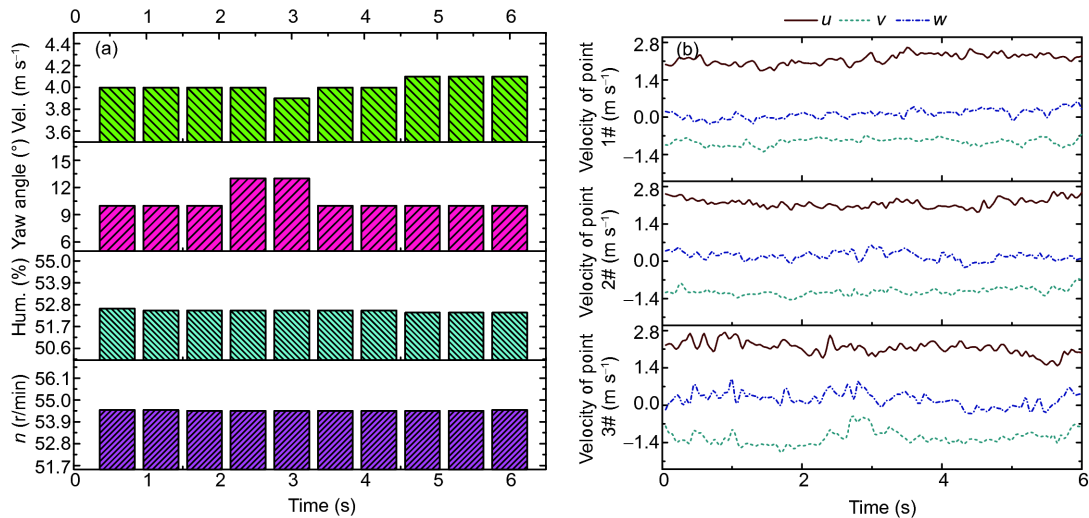 0 1 2 3 4 5 6
(a)
Vel. (m s⁻¹)
4.4
4.2
4.0
3.8
3.6
Yaw angle (°)
15
12
9
6
Hum. (%)
55.0
53.9
52.8
51.7
50.6
n (r/min)
56.1
55.0
53.9
52.8
51.7
0 1 2 3 4 5 6
Time (s)
u v w
(b)
Velocity of point
1# (m s⁻¹)
2.8
1.4
0.0
−1.4
Velocity of point
2# (m s⁻¹)
2.8
1.4
0.0
−1.4
Velocity of point
3# (m s⁻¹)
2.8
1.4
0.0
−1.4
0 2 4 6
Time (s)